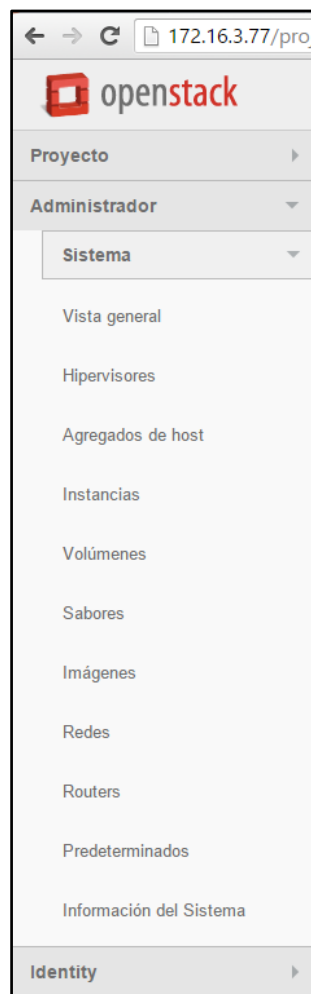 172.16.3.77/pro
openstack
Proyecto
Administrador
Sistema
Vista general
Hipervisores
Agregados de host
Instancias
Volúmenes
Sabores
Imágenes
Redes
Routers
Predeterminados
Información del Sistema
Identity